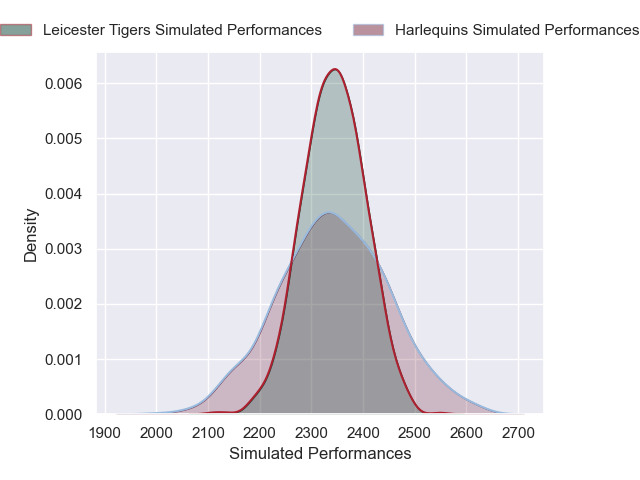 Leicester Tigers Simulated Performances
Harlequins Simulated Performances
0.006
0.005
0.004
0.003
0.002
0.001
0.000
Density
1900 2000 2100 2200 2300 2400 2500 2600 2700
Simulated Performances